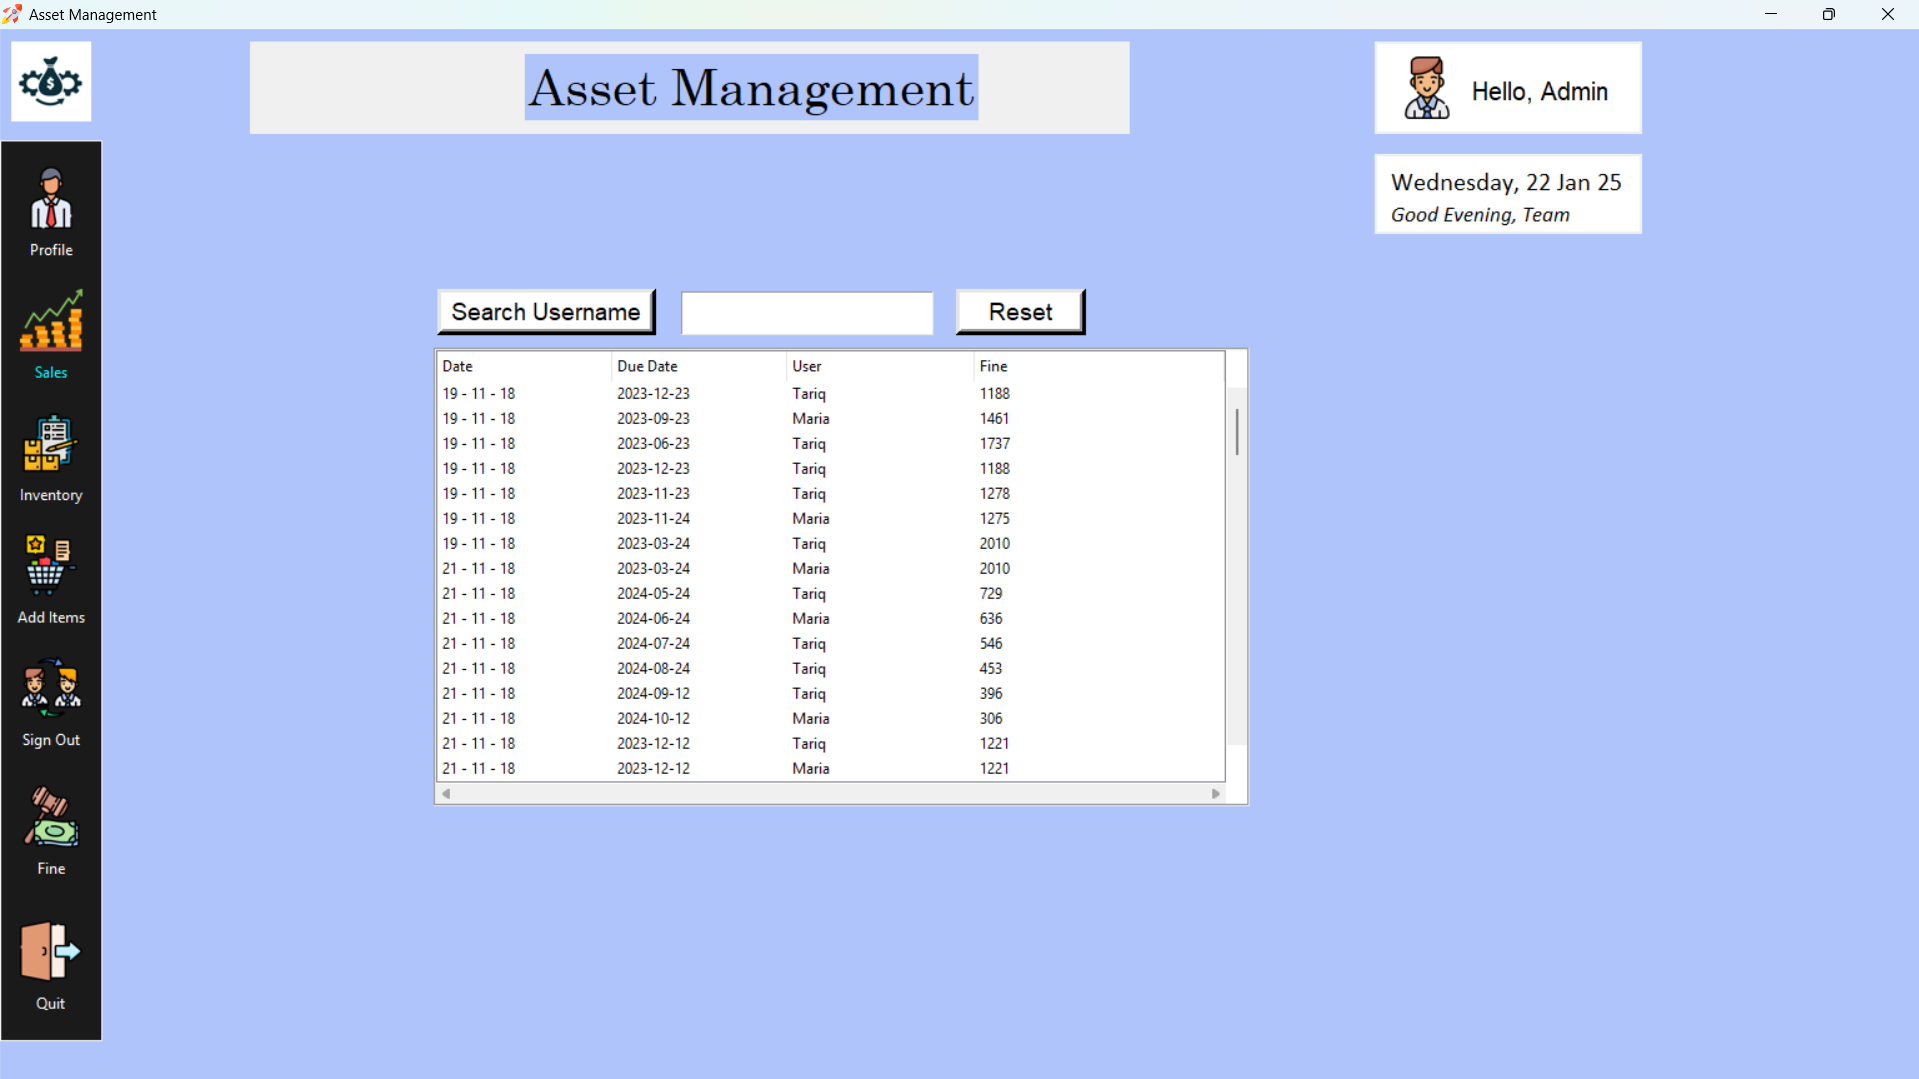 Asset Management
Asset Management
Hello, Admin
Wednesday, 22 Jan 25
Good Evening, Team
Profile
Sales
Inventory
Add Items
Sign Out
Fine
Quit
Search Username Reset
Date Due Date User Fine
19 - 11 - 18 2023-12-23 Tariq 1188
19 - 11 - 18 2023-09-23 Maria 1461
19 - 11 - 18 2023-06-23 Tariq 1737
19 - 11 - 18 2023-12-23 Tariq 1188
19 - 11 - 18 2023-11-23 Tariq 1278
19 - 11 - 18 2023-11-24 Maria 1275
19 - 11 - 18 2023-03-24 Tariq 2010
21 - 11 - 18 2023-03-24 Maria 2010
21 - 11 - 18 2024-05-24 Tariq 729
21 - 11 - 18 2024-06-24 Maria 636
21 - 11 - 18 2024-07-24 Tariq 546
21 - 11 - 18 2024-08-24 Tariq 453
21 - 11 - 18 2024-09-12 Tariq 396
21 - 11 - 18 2024-10-12 Maria 306
21 - 11 - 18 2023-12-12 Tariq 1221
21 - 11 - 18 2023-12-12 Maria 1221